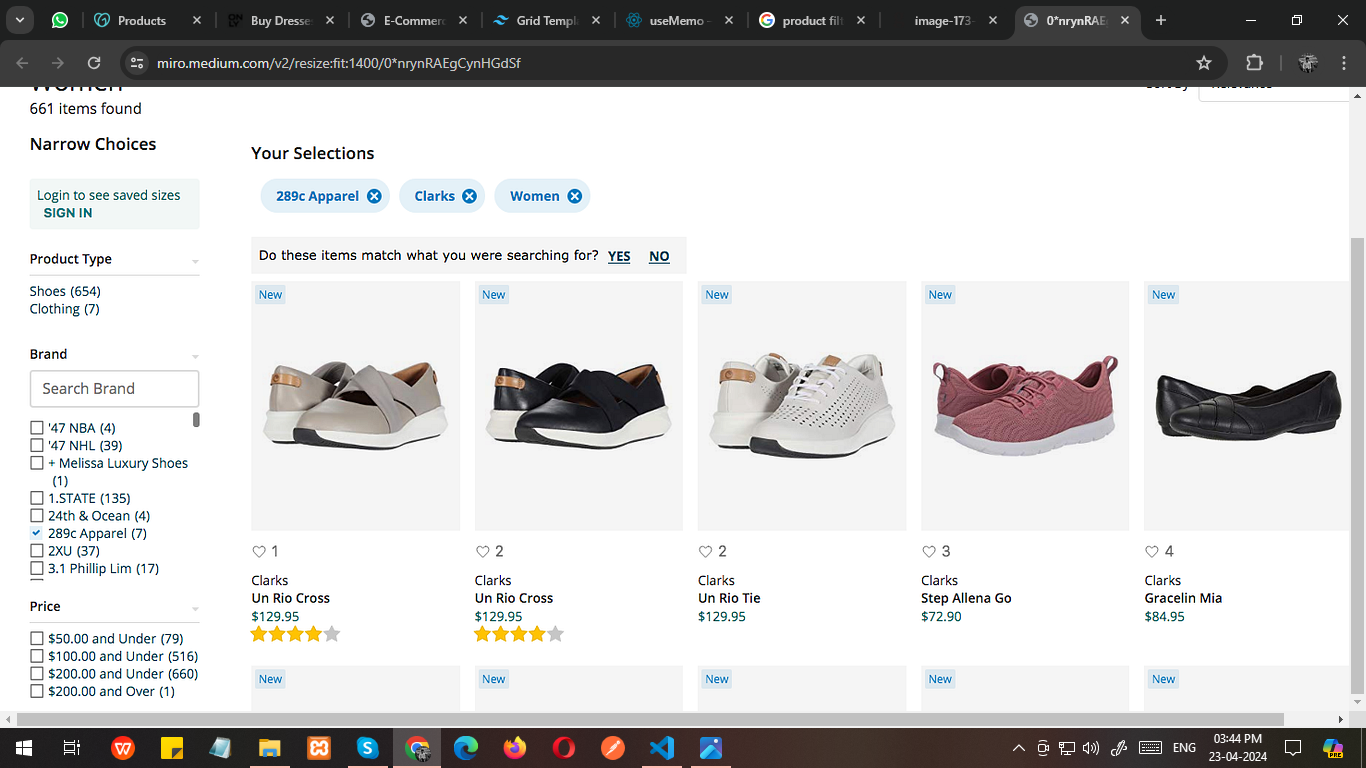 Products
Buy Dresse
E-Commerc
Grid Templ
useMemo -
product filt
image-173-
0*nrynRAE
miro.medium.com/v2/resize:fit:1400/0*nrynRAEgCynHGdSf
Women
Sort By
Relevance
661 items found
Narrow Choices
Login to see saved sizes
SIGN IN
Product Type
Shoes (654)
Clothing (7)
Brand
Search Brand
'47 NBA (4)
'47 NHL (39)
+ Melissa Luxury Shoes
(1)
1.STATE (135)
24th & Ocean (4)
289c Apparel (7)
2XU (37)
3.1 Phillip Lim (17)
Price
$50.00 and Under (79)
$100.00 and Under (516)
$200.00 and Under (660)
$200.00 and Over (1)
Your Selections
289c Apparel
Clarks
Women
Do these items match what you were searching for? YES NO
New
1
Clarks
Un Rio Cross
$129.95
New
2
Clarks
Un Rio Cross
$129.95
New
2
Clarks
Un Rio Tie
$129.95
New
3
Clarks
Step Allena Go
$72.90
New
4
Clarks
Gracelin Mia
$84.95
New
New
New
New
New
ENG
03:44 PM
23-04-2024